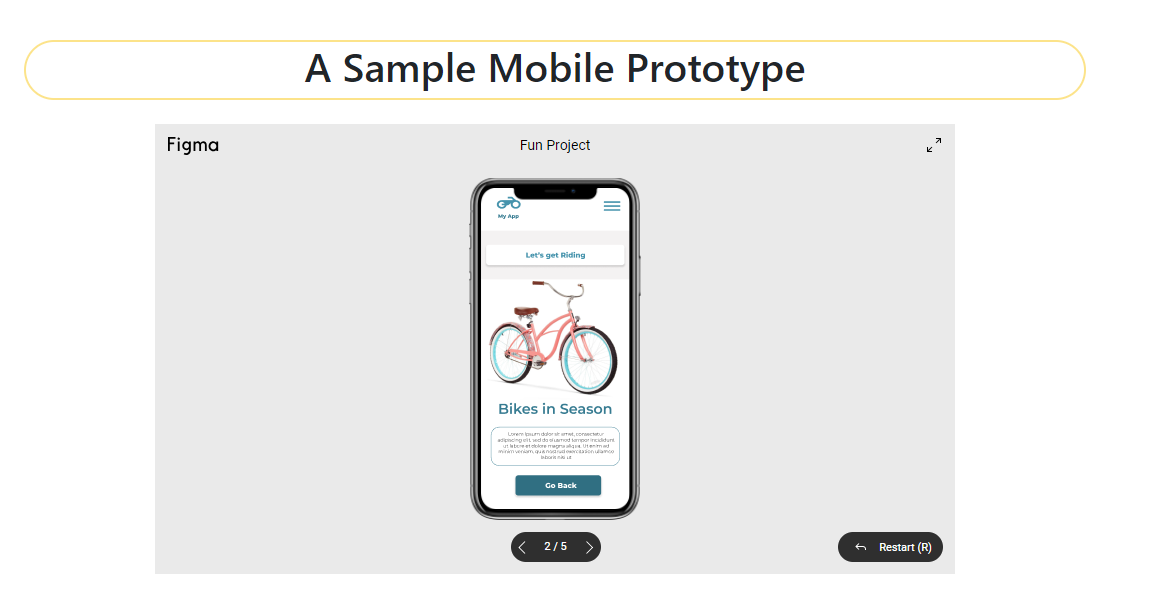 A Sample Mobile Prototype
Figma
Fun Project
My App
Let's get Riding
Bikes in Season
Lorem ipsum dolor sit amet, consectetur
adipiscing elit, sed do eiusmod tempor incididunt
ut labore et dolore magna aliqua. Ut enim ad
minim veniam, quis nostrud exercitation ullamco
laboris nisi ut
Go Back
2 / 5
Restart (R)